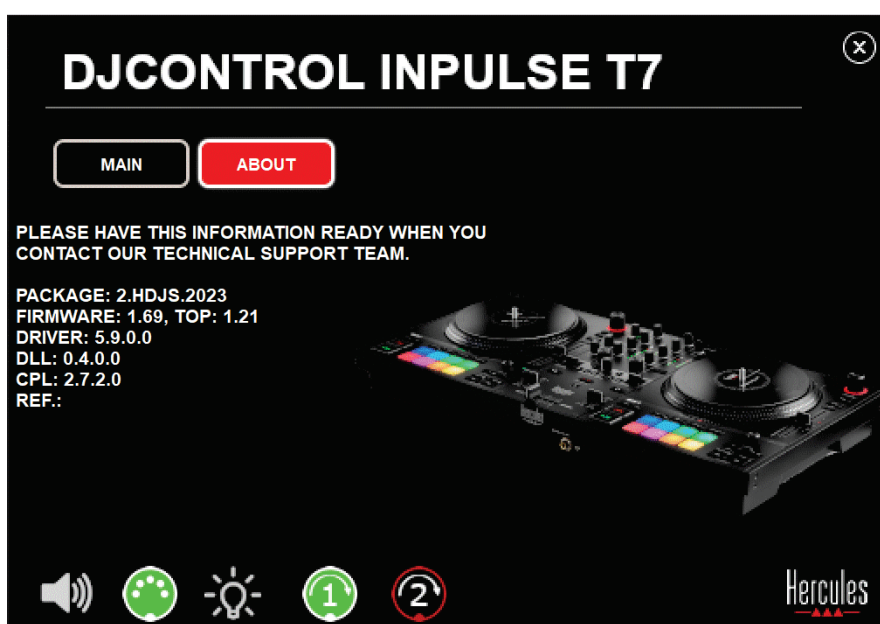 DJCONTROL INPULSE T7
MAIN
ABOUT
PLEASE HAVE THIS INFORMATION READY WHEN YOU
CONTACT OUR TECHNICAL SUPPORT TEAM.
PACKAGE: 2.HDJS.2023
FIRMWARE: 1.69, TOP: 1.21
DRIVER: 5.9.0.0
DLL: 0.4.0.0
CPL: 2.7.2.0
REF.:
1
2
Hercules